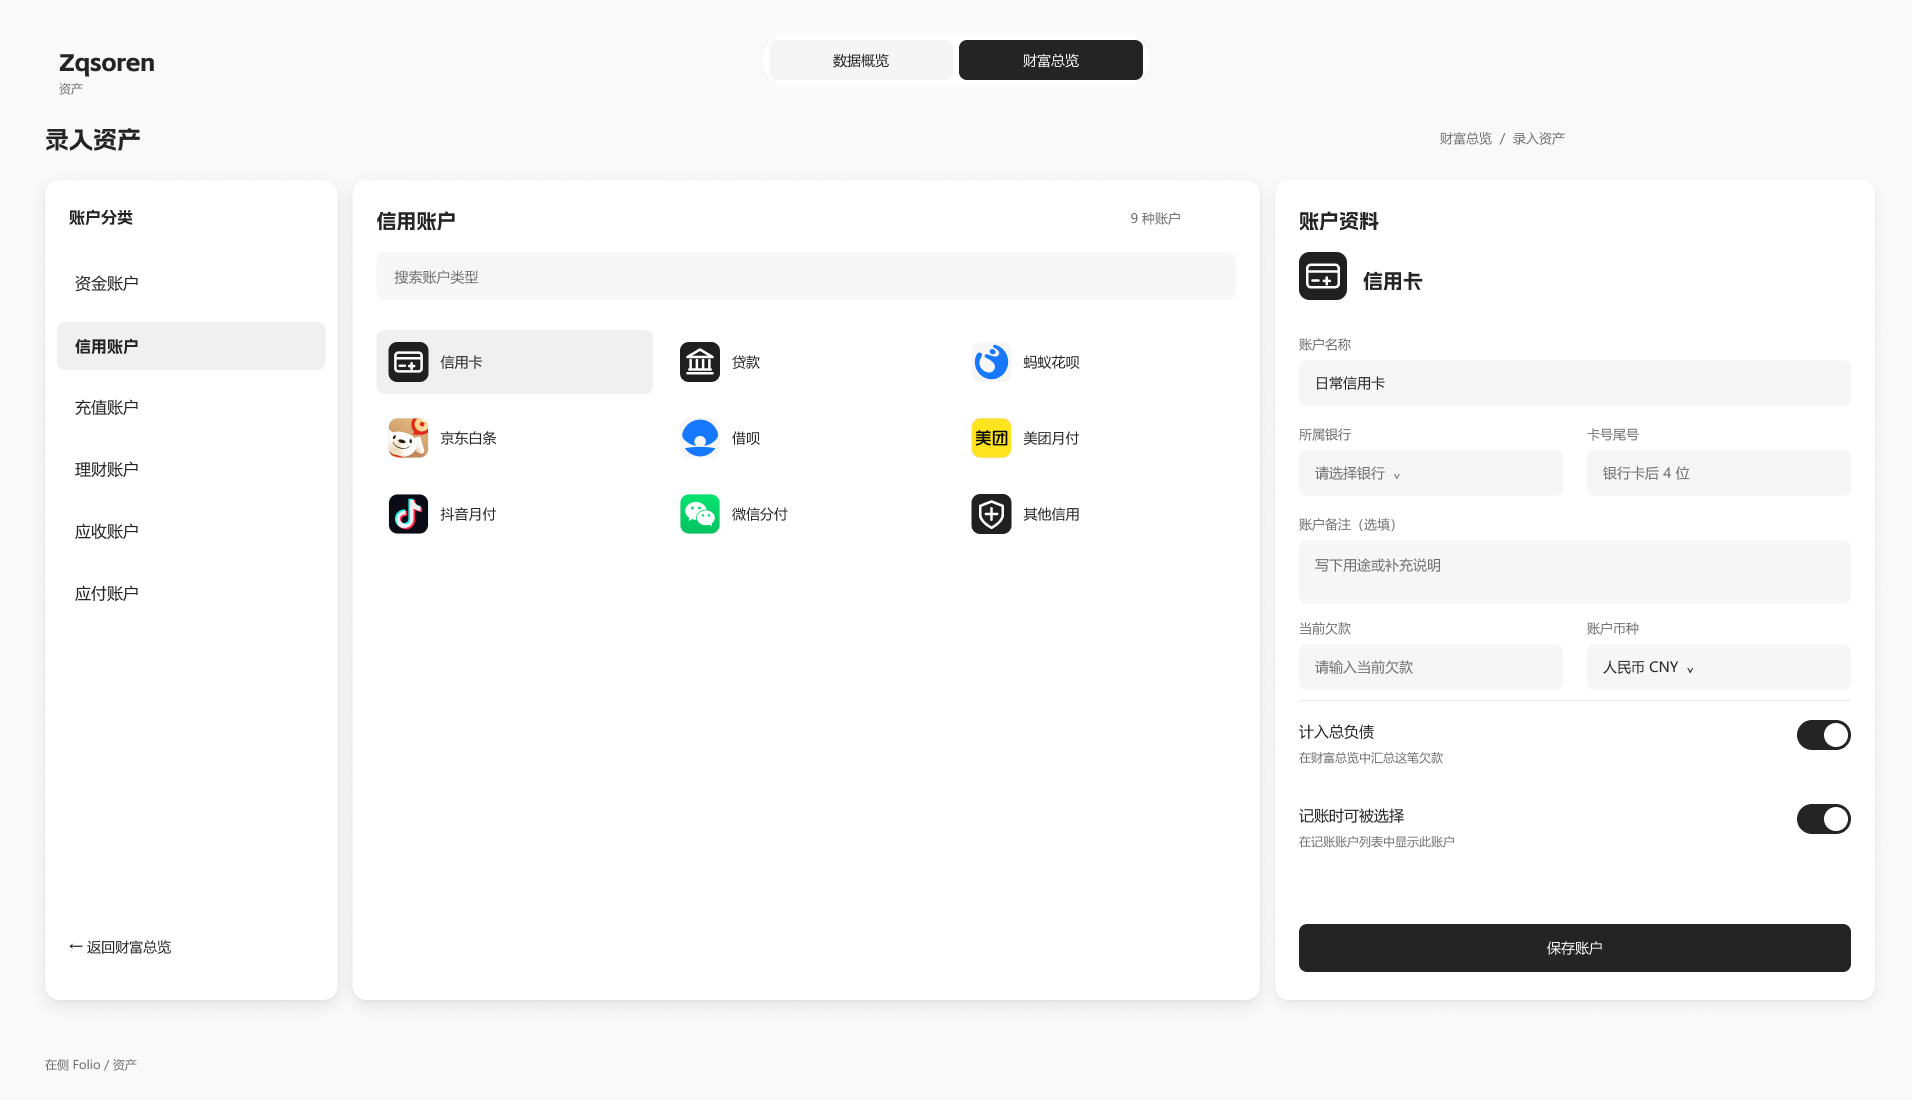 Zqsoren
资产
数据概览
财富总览
录入资产
财富总览 / 录入资产
账户分类
资金账户
信用账户
充值账户
理财账户
应收账户
应付账户
← 返回财富总览
信用账户
9 种账户
搜索账户类型
信用卡
贷款
蚂蚁花呗
京东白条
借呗
美团
美团月付
抖音月付
微信分付
其他信用
账户资料
信用卡
账户名称
日常信用卡
所属银行
卡号尾号
请选择银行
银行卡后 4 位
账户备注（选填）
写下用途或补充说明
当前欠款
账户币种
请输入当前欠款
人民币 CNY
计入总负债
在财富总览中汇总这笔欠款
记账时可被选择
在记账账户列表中显示此账户
保存账户
在侧 Folio / 资产